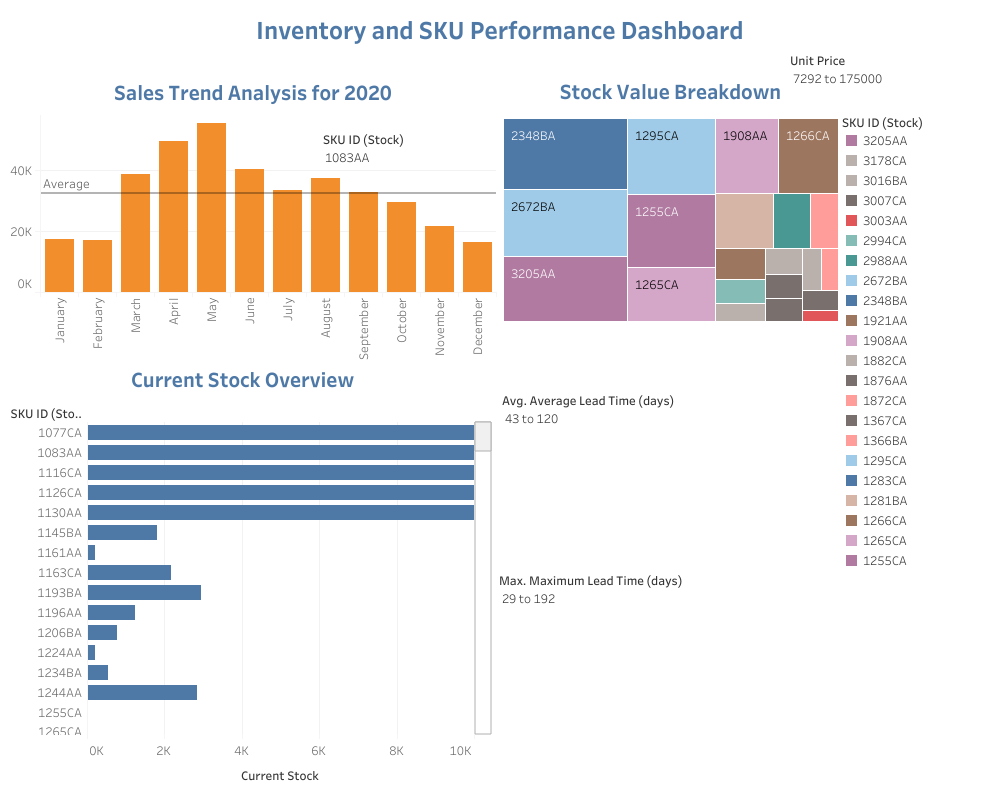 Inventory and SKU Performance Dashboard
Unit Price
7292 to 175000
Sales Trend Analysis for 2020
SKU ID (Stock)
1083AA
40K
Average
20K
0K
January
February
March
April
May
June
July
August
September
October
November
December
Stock Value Breakdown
2348BA
1295CA
1908AA
1266CA
2672BA
1255CA
3205AA
1265CA
SKU ID (Stock)
3205AA
3178CA
3016BA
3007CA
3003AA
2994CA
2988AA
2672BA
2348BA
1921AA
1908AA
1882CA
1876AA
1872CA
1367CA
1366BA
1295CA
1283CA
1281BA
1266CA
1265CA
1255CA
Current Stock Overview
SKU ID (Sto..
1077CA
1083AA
1116CA
1126CA
1130AA
1145BA
1161AA
1163CA
1193BA
1196AA
1206BA
1224AA
1234BA
1244AA
1255CA
1265CA
0K
2K
4K
6K
8K
10K
Current Stock
Avg. Average Lead Time (days)
43 to 120
Max. Maximum Lead Time (days)
29 to 192